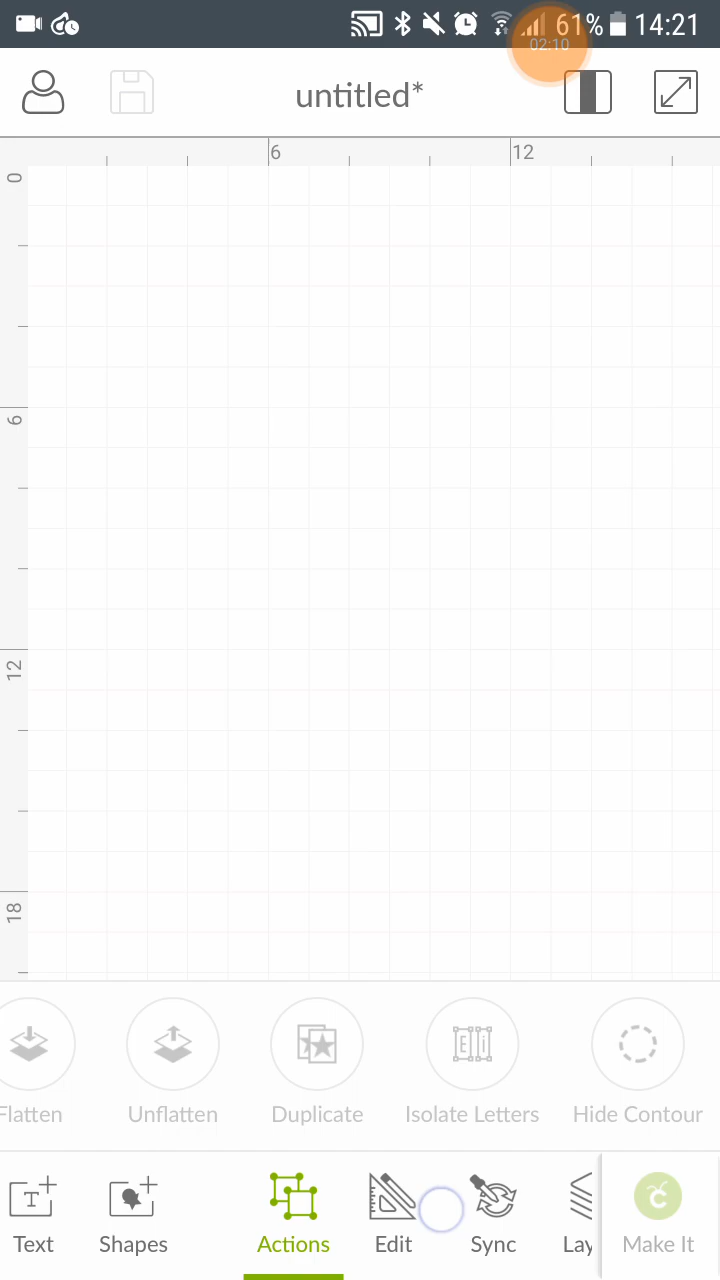 61% 14:21
02:10
untitled*
6 12
0
6
12
18
Flatten Unflatten Duplicate Isolate Letters Hide Contour
Text Shapes Actions Edit Sync Lay Make It